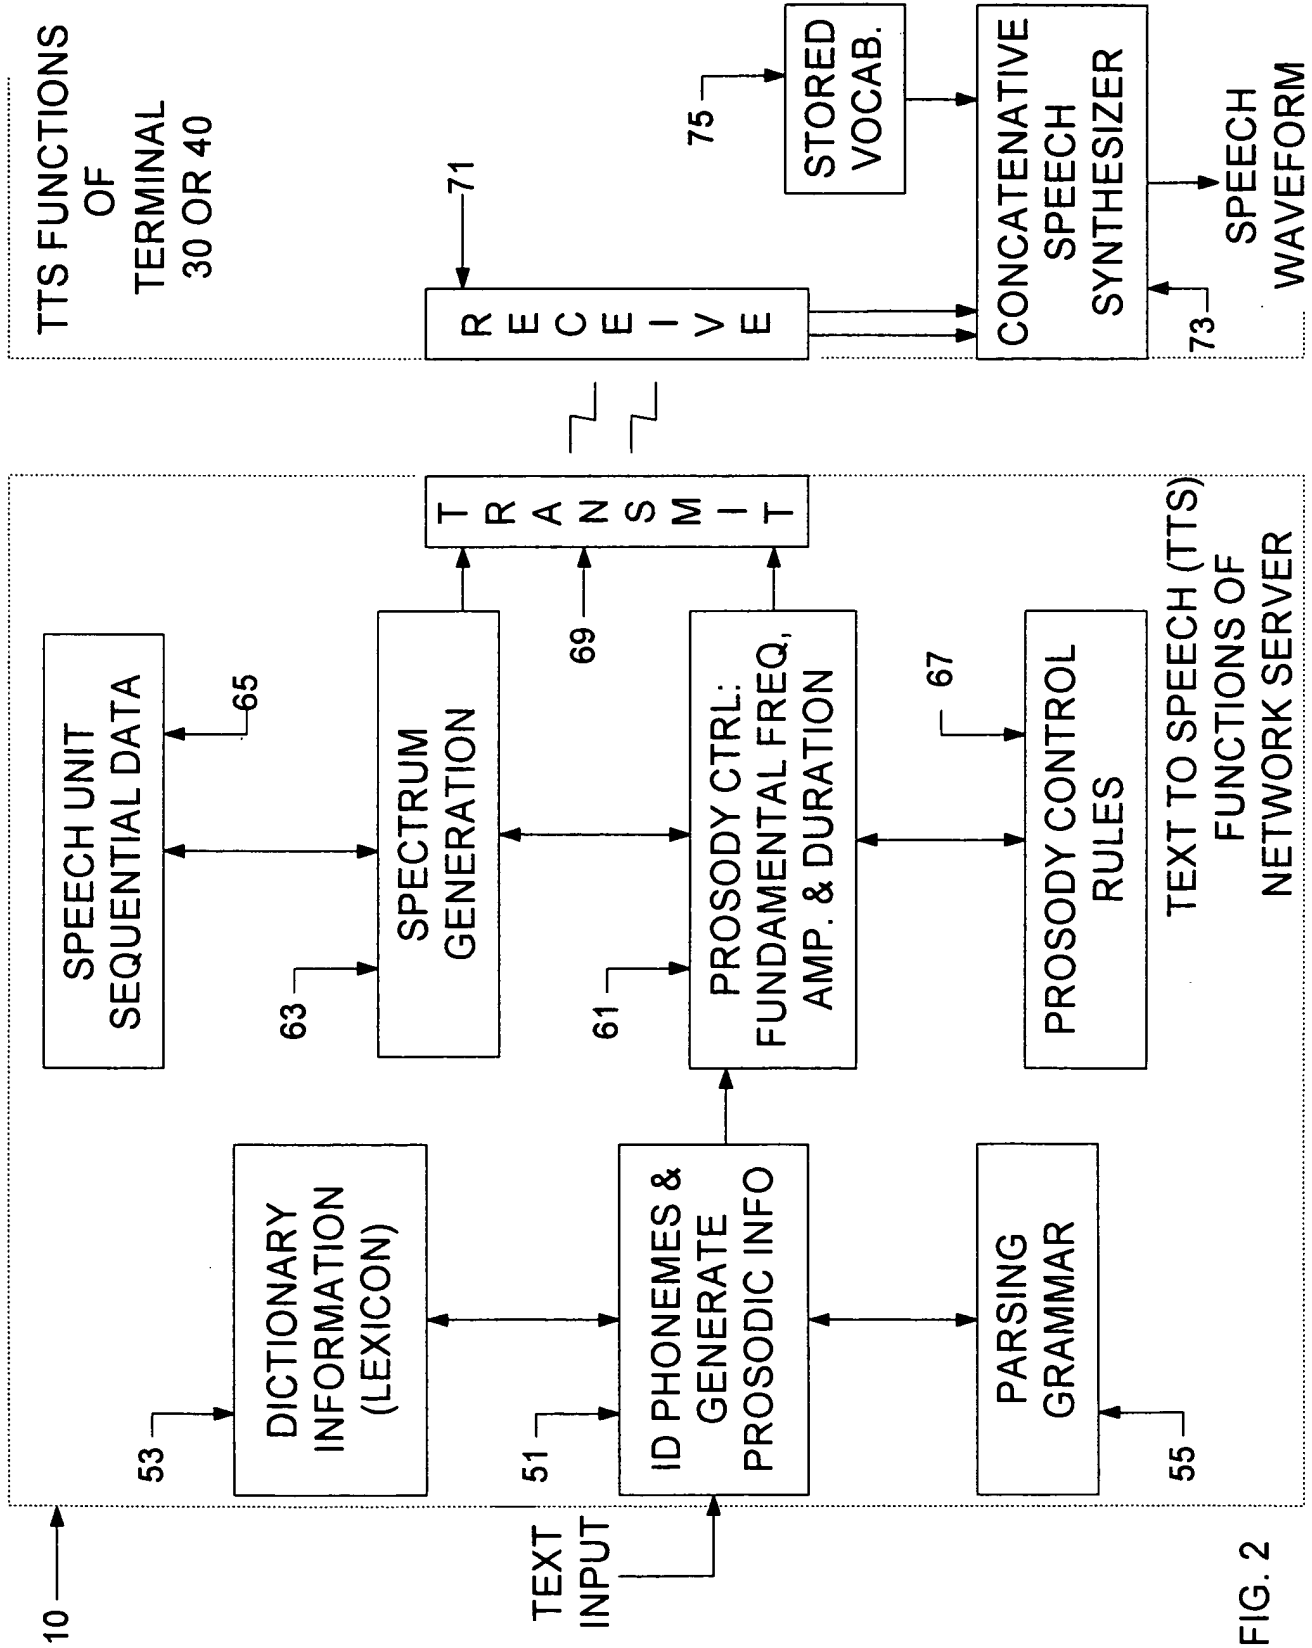 10
TEXT
INPUT
53
DICTIONARY
INFORMATION
(LEXICON)
51
ID PHONEMES &
GENERATE
PROSODIC INFO
PARSING
GRAMMAR
55
SPEECH UNIT
SEQUENTIAL DATA
65
63
SPECTRUM
GENERATION
61
PROSODY CTRL:
FUNDAMENTAL FREQ,
AMP. & DURATION
67
PROSODY CONTROL
RULES
69
TRANSMIT
TEXT TO SPEECH (TTS)
FUNCTIONS OF
NETWORK SERVER
TTS FUNCTIONS
OF
TERMINAL
30 OR 40
71
RECEIVE
75
STORED
VOCAB.
CONCATENATIVE
SPEECH
SYNTHESIZER
73
SPEECH
WAVEFORM
FIG. 2